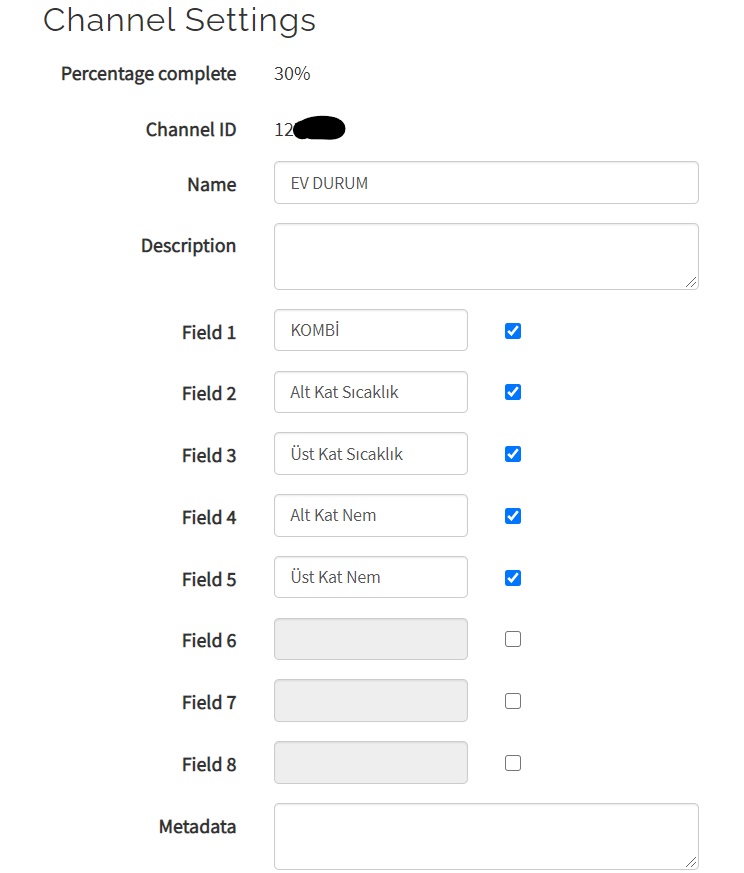 Channel Settings
Percentage complete 30%
Channel ID 12
Name EV DURUM
Description
Field 1 KOMBİ
Field 2 Alt Kat Sıcaklık
Field 3 Üst Kat Sıcaklık
Field 4 Alt Kat Nem
Field 5 Üst Kat Nem
Field 6
Field 7
Field 8
Metadata